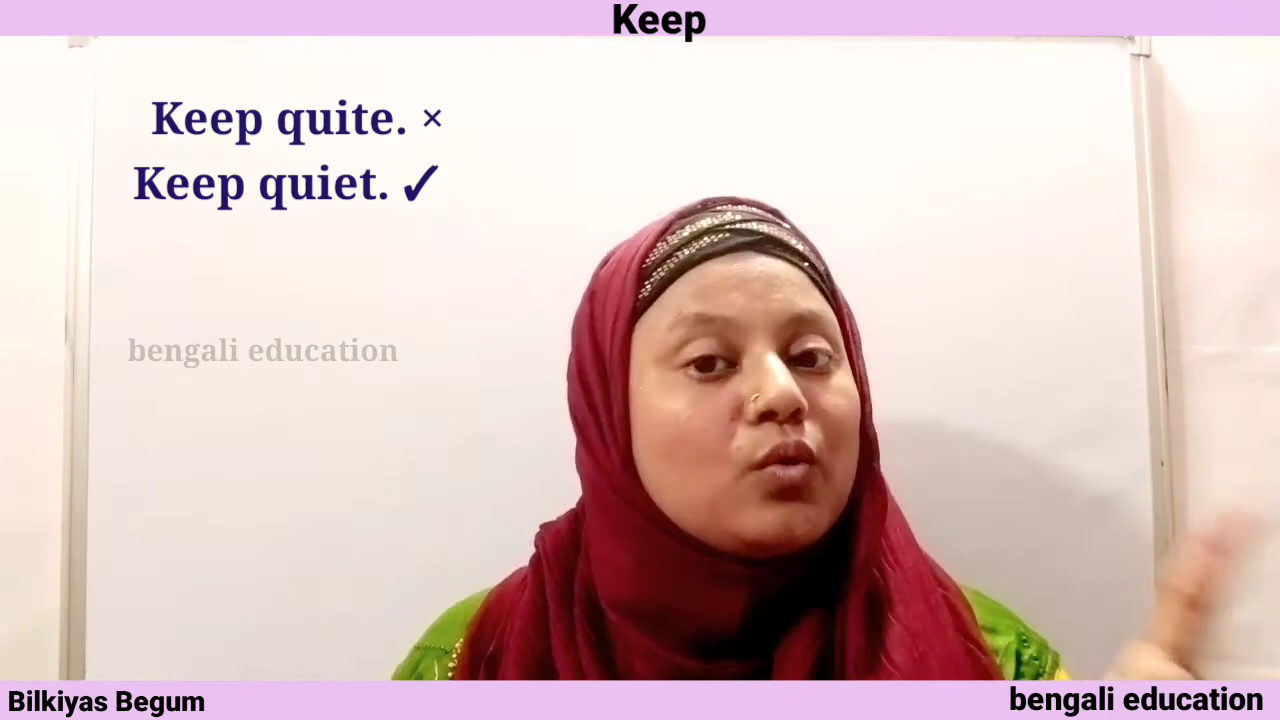 Keep
Keep quite. ×
Keep quiet. ✓
bengali education
Bilkiyas Begum
bengali education